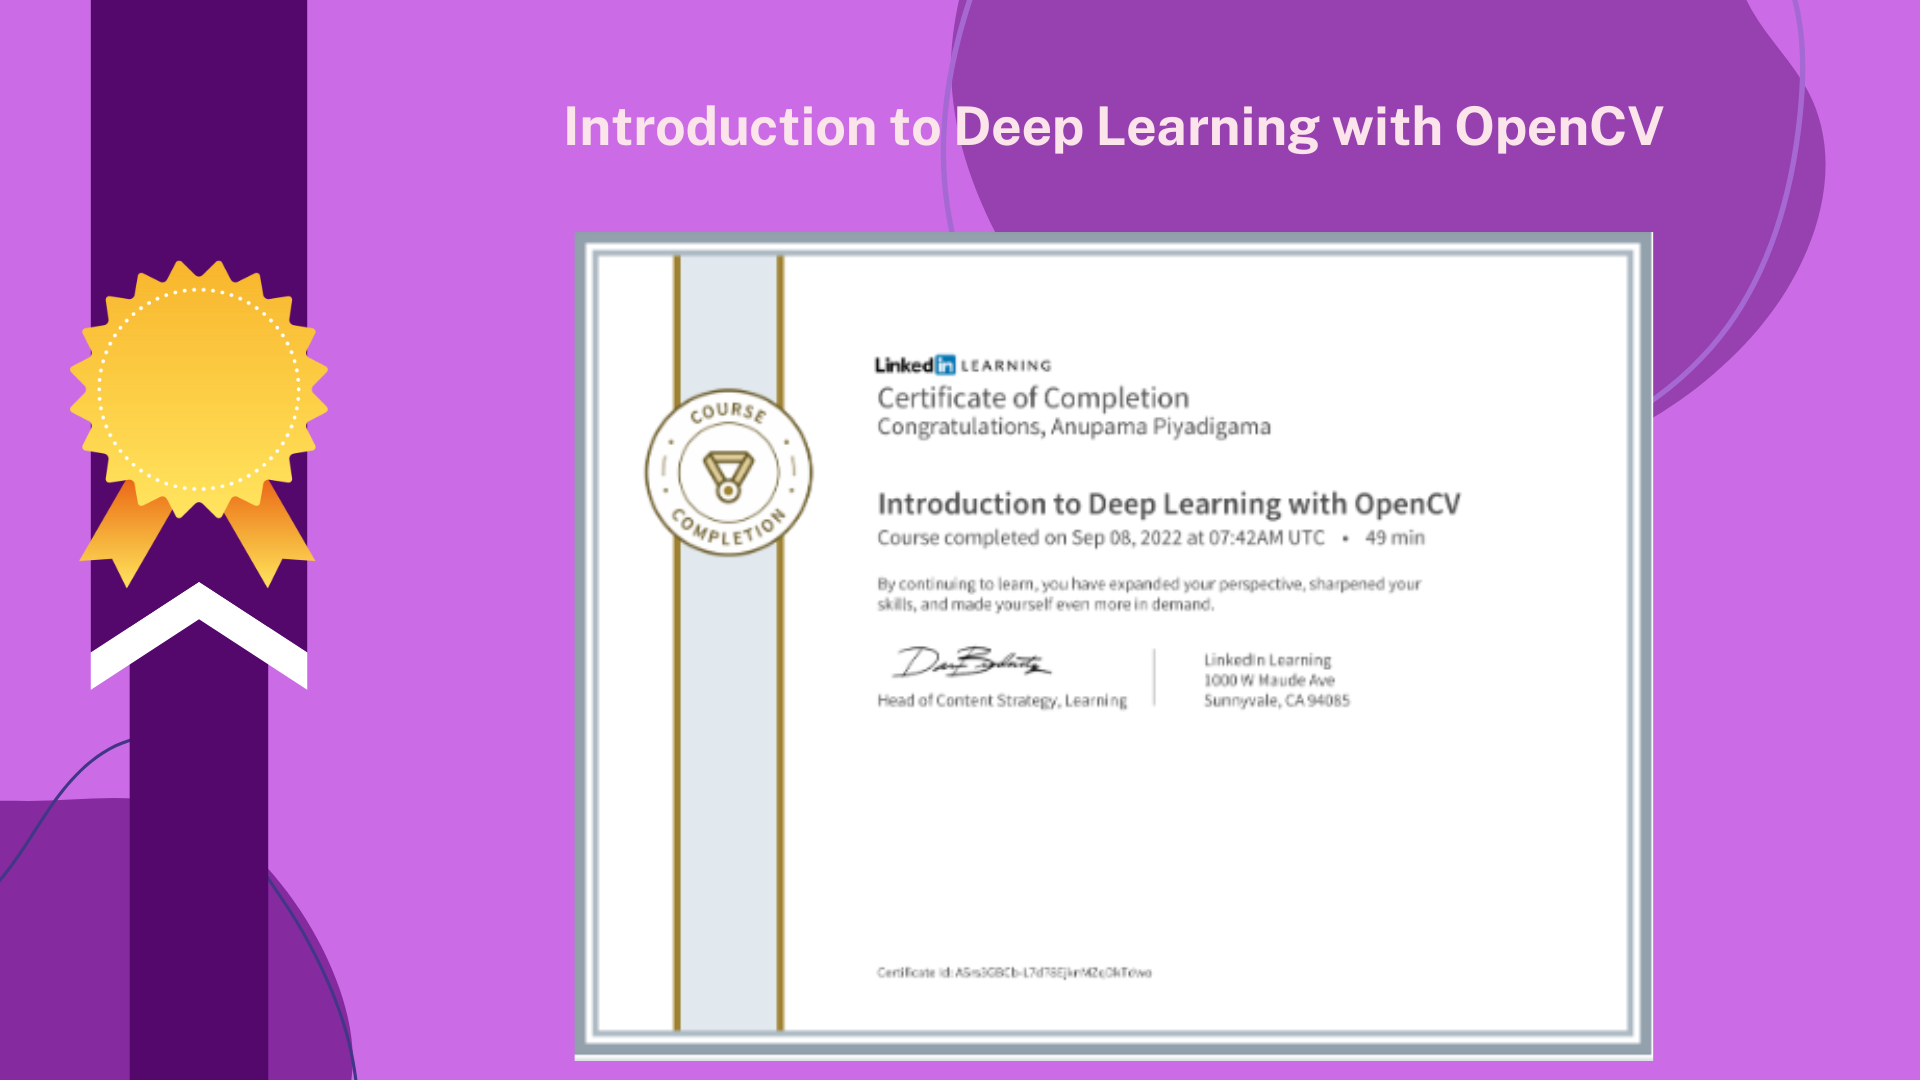 Introduction to Deep Learning with OpenCV
LinkedIn LEARNING
Certificate of Completion
Congratulations, Anupama Piyadigama
COURSE
COMPLETION
Introduction to Deep Learning with OpenCV
Course completed on Sep 08, 2022 at 07:42AM UTC • 49 min
By continuing to learn, you have expanded your perspective, sharpened your
skills, and made yourself even more in demand.
Head of Content Strategy, Learning
LinkedIn Learning
1000 W Maude Ave
Sunnyvale, CA 94085
Certificate Id: